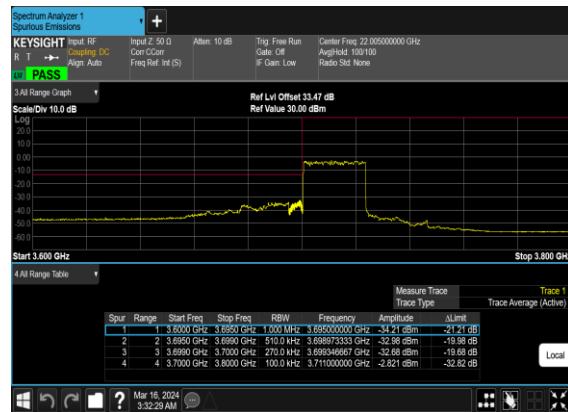 Spectrum Analyzer 1
Spurious Emissions
+
KEYSIGHT Input: RF Input Z: 50 Ω Atten: 10 dB Trig: Free Run Center Freq: 22.005000000 GHz
R T Coupling: DC Corr CCorr Gate: Off Avg|Hold: 100/100
Align: Auto Freq Ref: Int (S) IF Gain: Low Radio Std: None
PASS
3 All Range Graph
Ref Lvl Offset 33.47 dB
Scale/Div 10.0 dB Ref Value 30.00 dBm
Log
20.0
10.0
0.00
-10.0
-20.0
-30.0
-40.0
-50.0
-60.0
Start 3.600 GHz Stop 3.800 GH
4 All Range Table
Measure Trace Trace 1
Trace Type Trace Average (Active)
Spur Range Start Freq Stop Freq RBW Frequency Amplitude ΔLimit
1 1 3.6000 GHz 3.6950 GHz 1.000 MHz 3.695000000 GHz -34.21 dBm -21.21 dB
2 2 3.6950 GHz 3.6990 GHz 510.0 kHz 3.698973333 GHz -32.98 dBm -19.98 dB
3 3 3.6990 GHz 3.7000 GHz 270.0 kHz 3.699346667 GHz -32.68 dBm -19.68 dB
4 4 3.7000 GHz 3.8000 GHz 100.0 kHz 3.711000000 GHz -2.821 dBm -32.82 dB
Local
? Mar 16, 2024
3:32:29 AM